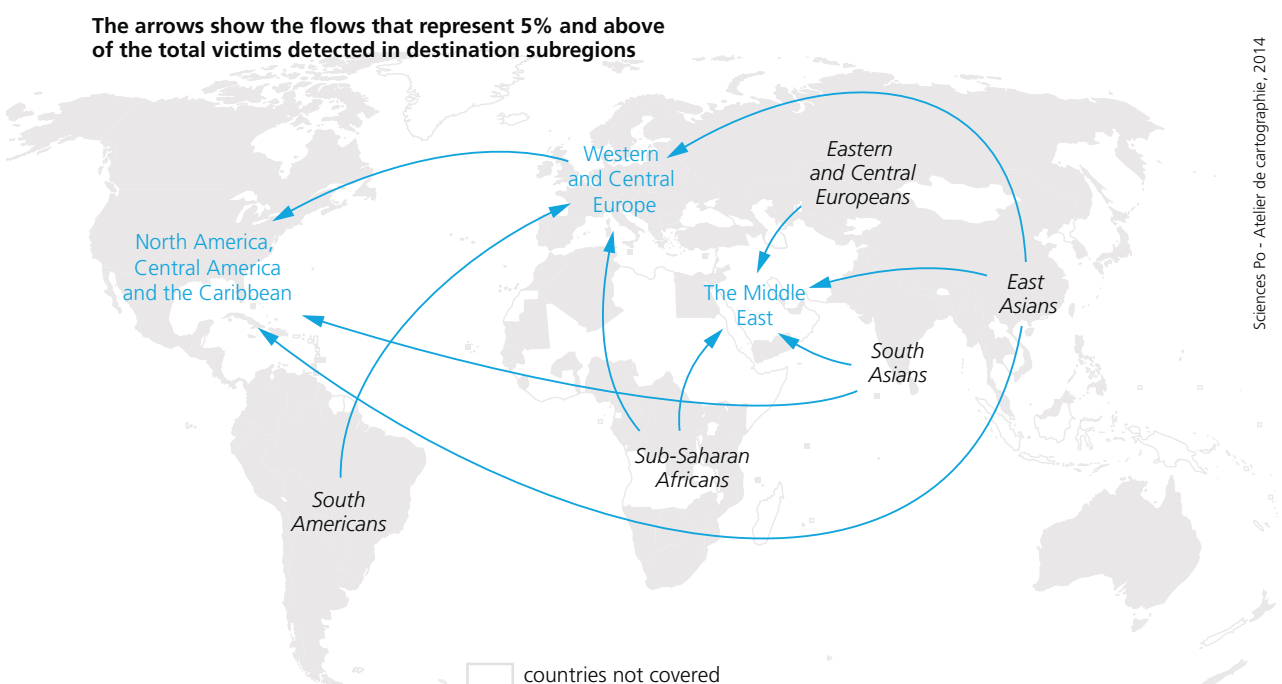 The arrows show the flows that represent 5% and above
of the total victims detected in destination subregions
Sciences Po - Atelier de cartographie, 2014
Western
and Central
Europe
Eastern
and Central
Europeans
North America,
Central America
and the Caribbean
The Middle
East
East
Asians
South
Asians
Sub-Saharan
Africans
South
Americans
countries not covered